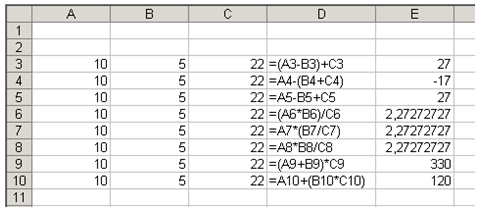 A B C D E
1
2
3 10 5 22 =(A3-B3)+C3 27
4 10 5 22 =A4-(B4+C4) -17
5 10 5 22 =A5-B5+C5 27
6 10 5 22 =(A6*B6)/C6 2,27272727
7 10 5 22 =A7*(B7/C7) 2,27272727
8 10 5 22 =A8*B8/C8 2,27272727
9 10 5 22 =(A9+B9)*C9 330
10 10 5 22 =A10+(B10*C10) 120
11